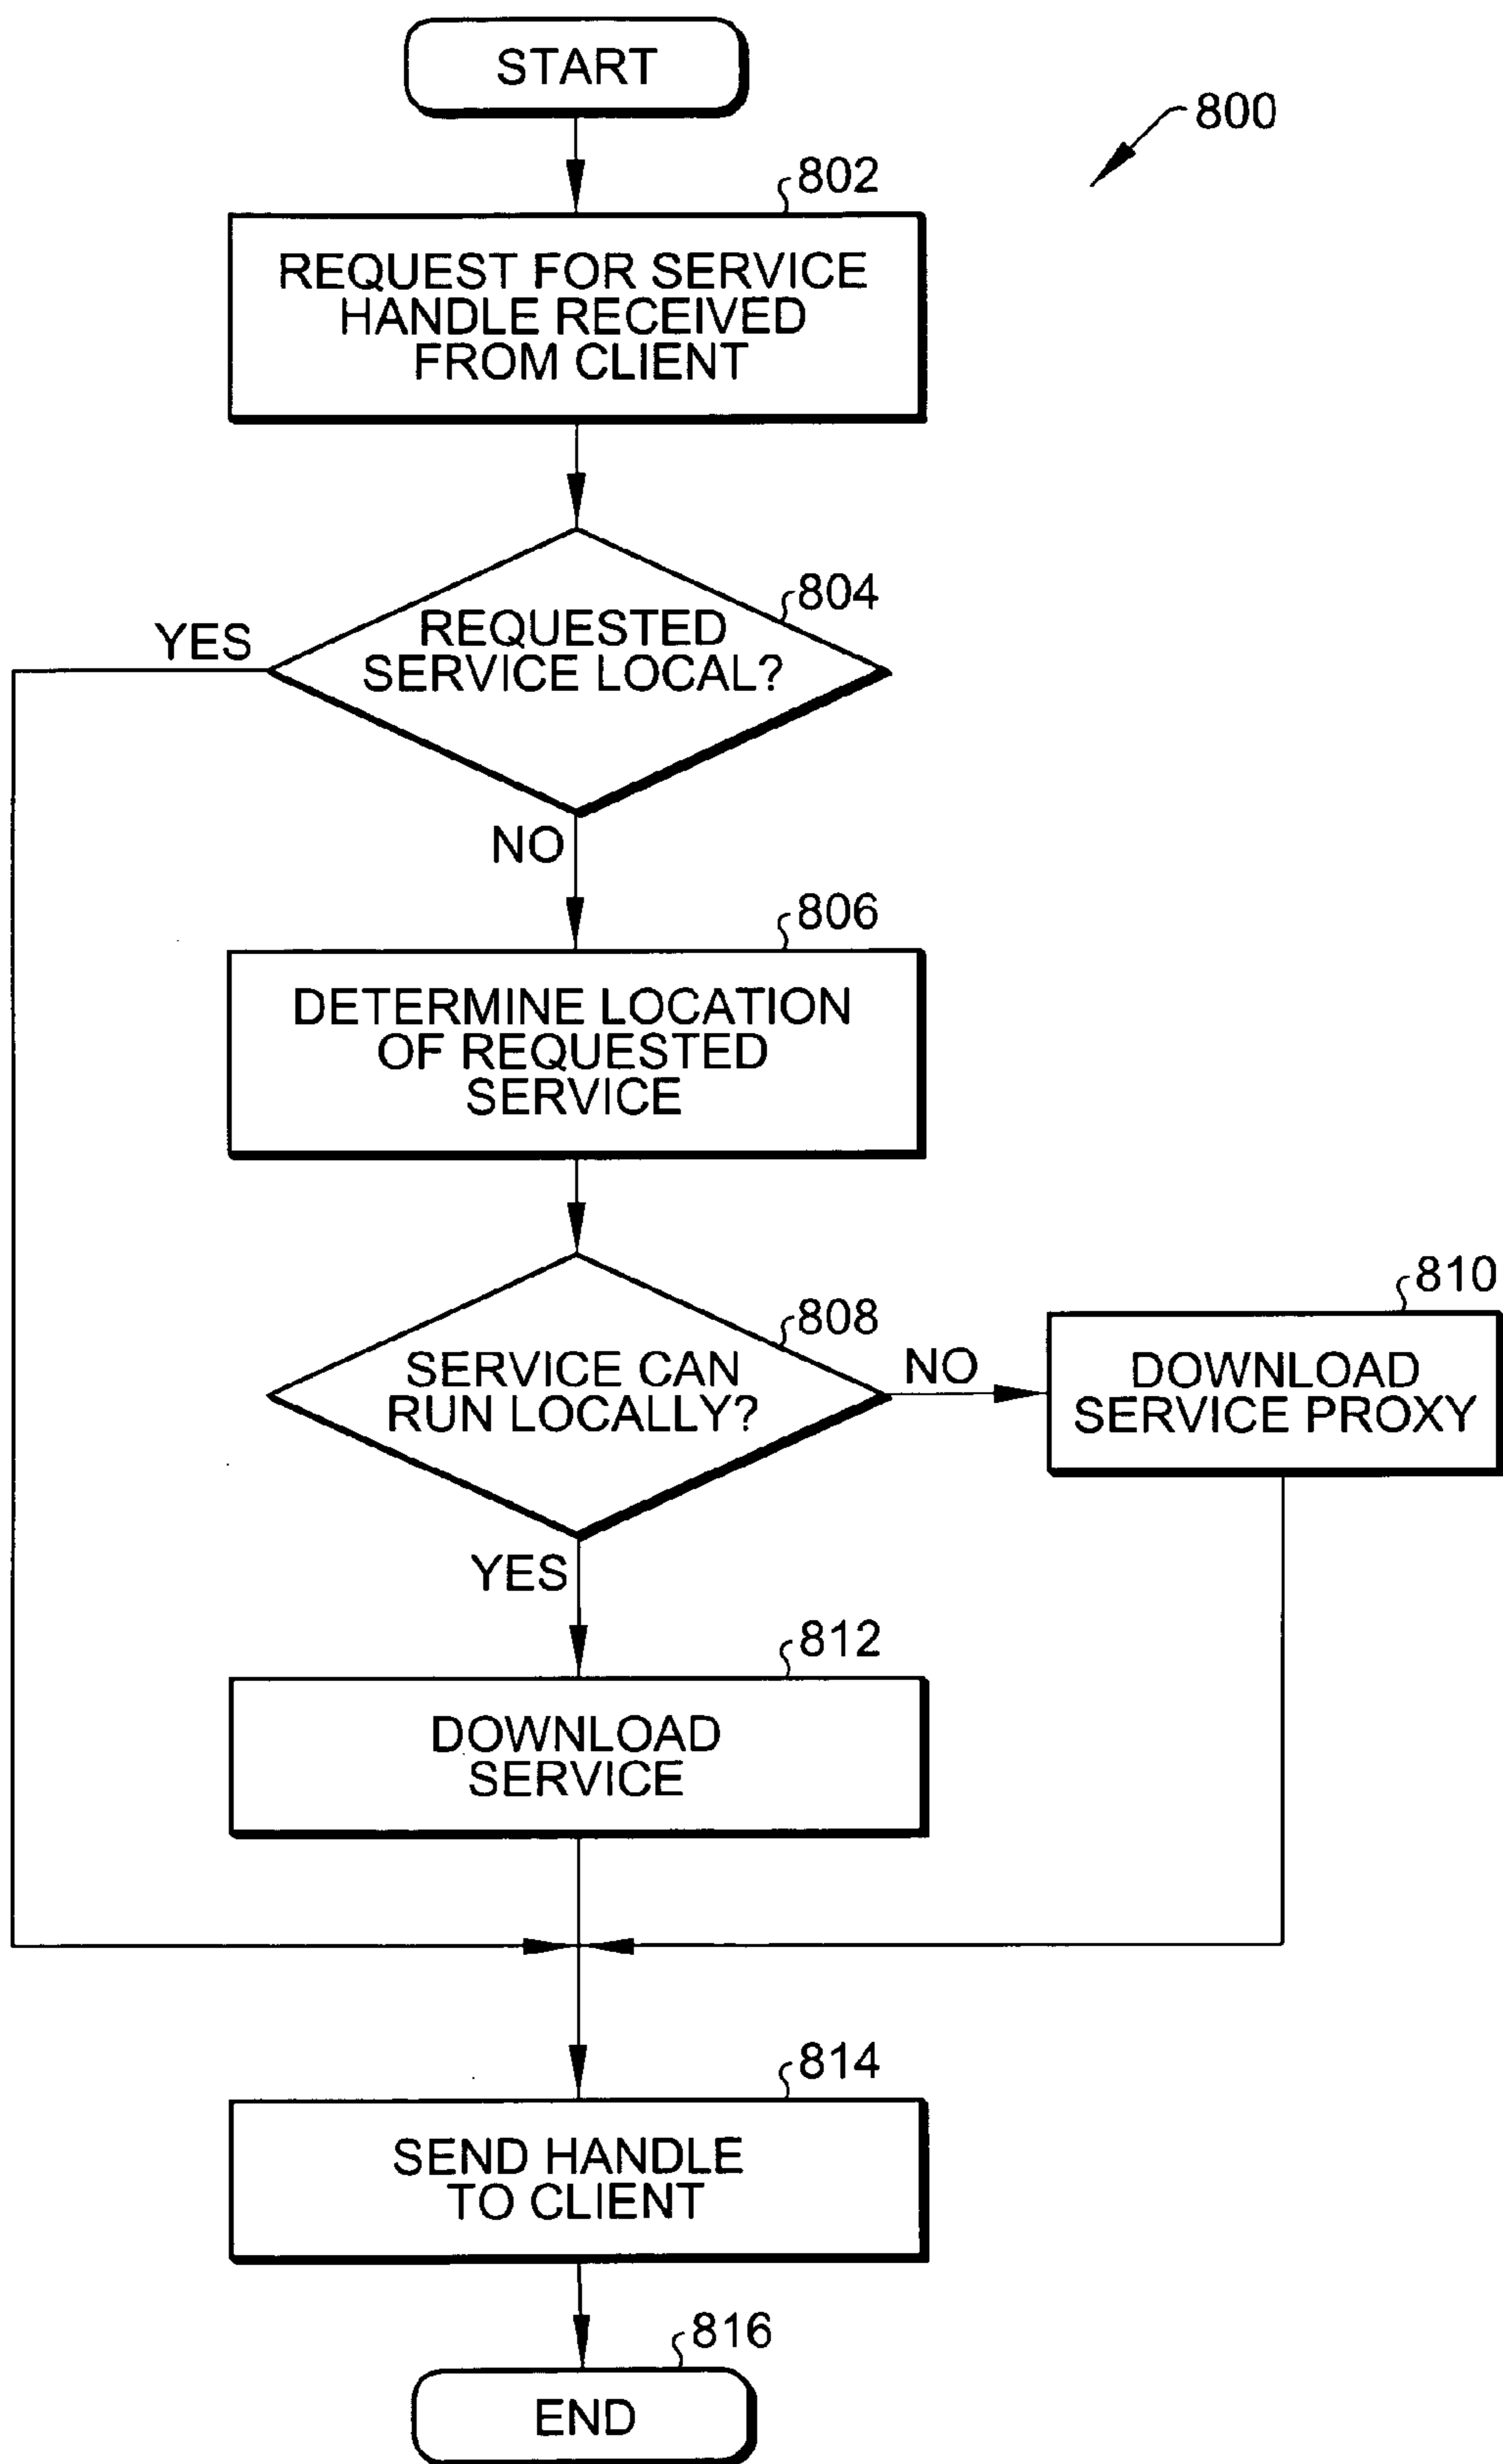 START
800
802
REQUEST FOR SERVICE
HANDLE RECEIVED
FROM CLIENT
804
YES
REQUESTED
SERVICE LOCAL?
NO
806
DETERMINE LOCATION
OF REQUESTED
SERVICE
808
SERVICE CAN
RUN LOCALLY?
NO
810
DOWNLOAD
SERVICE PROXY
YES
812
DOWNLOAD
SERVICE
814
SEND HANDLE
TO CLIENT
816
END